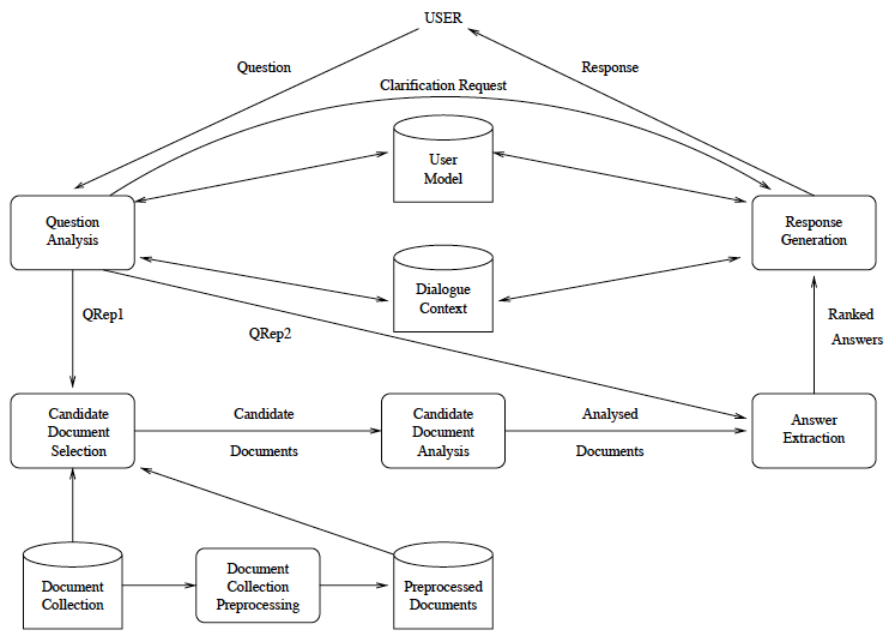 USER
Question
Response
Clarification Request
User
Model
Question
Analysis
Response
Generation
Dialogue
Context
QRep1
QRep2
Ranked
Answers
Candidate
Document
Selection
Candidate
Documents
Candidate
Document
Analysis
Analysed
Documents
Answer
Extraction
Document
Collection
Document
Collection
Preprocessing
Preprocessed
Documents